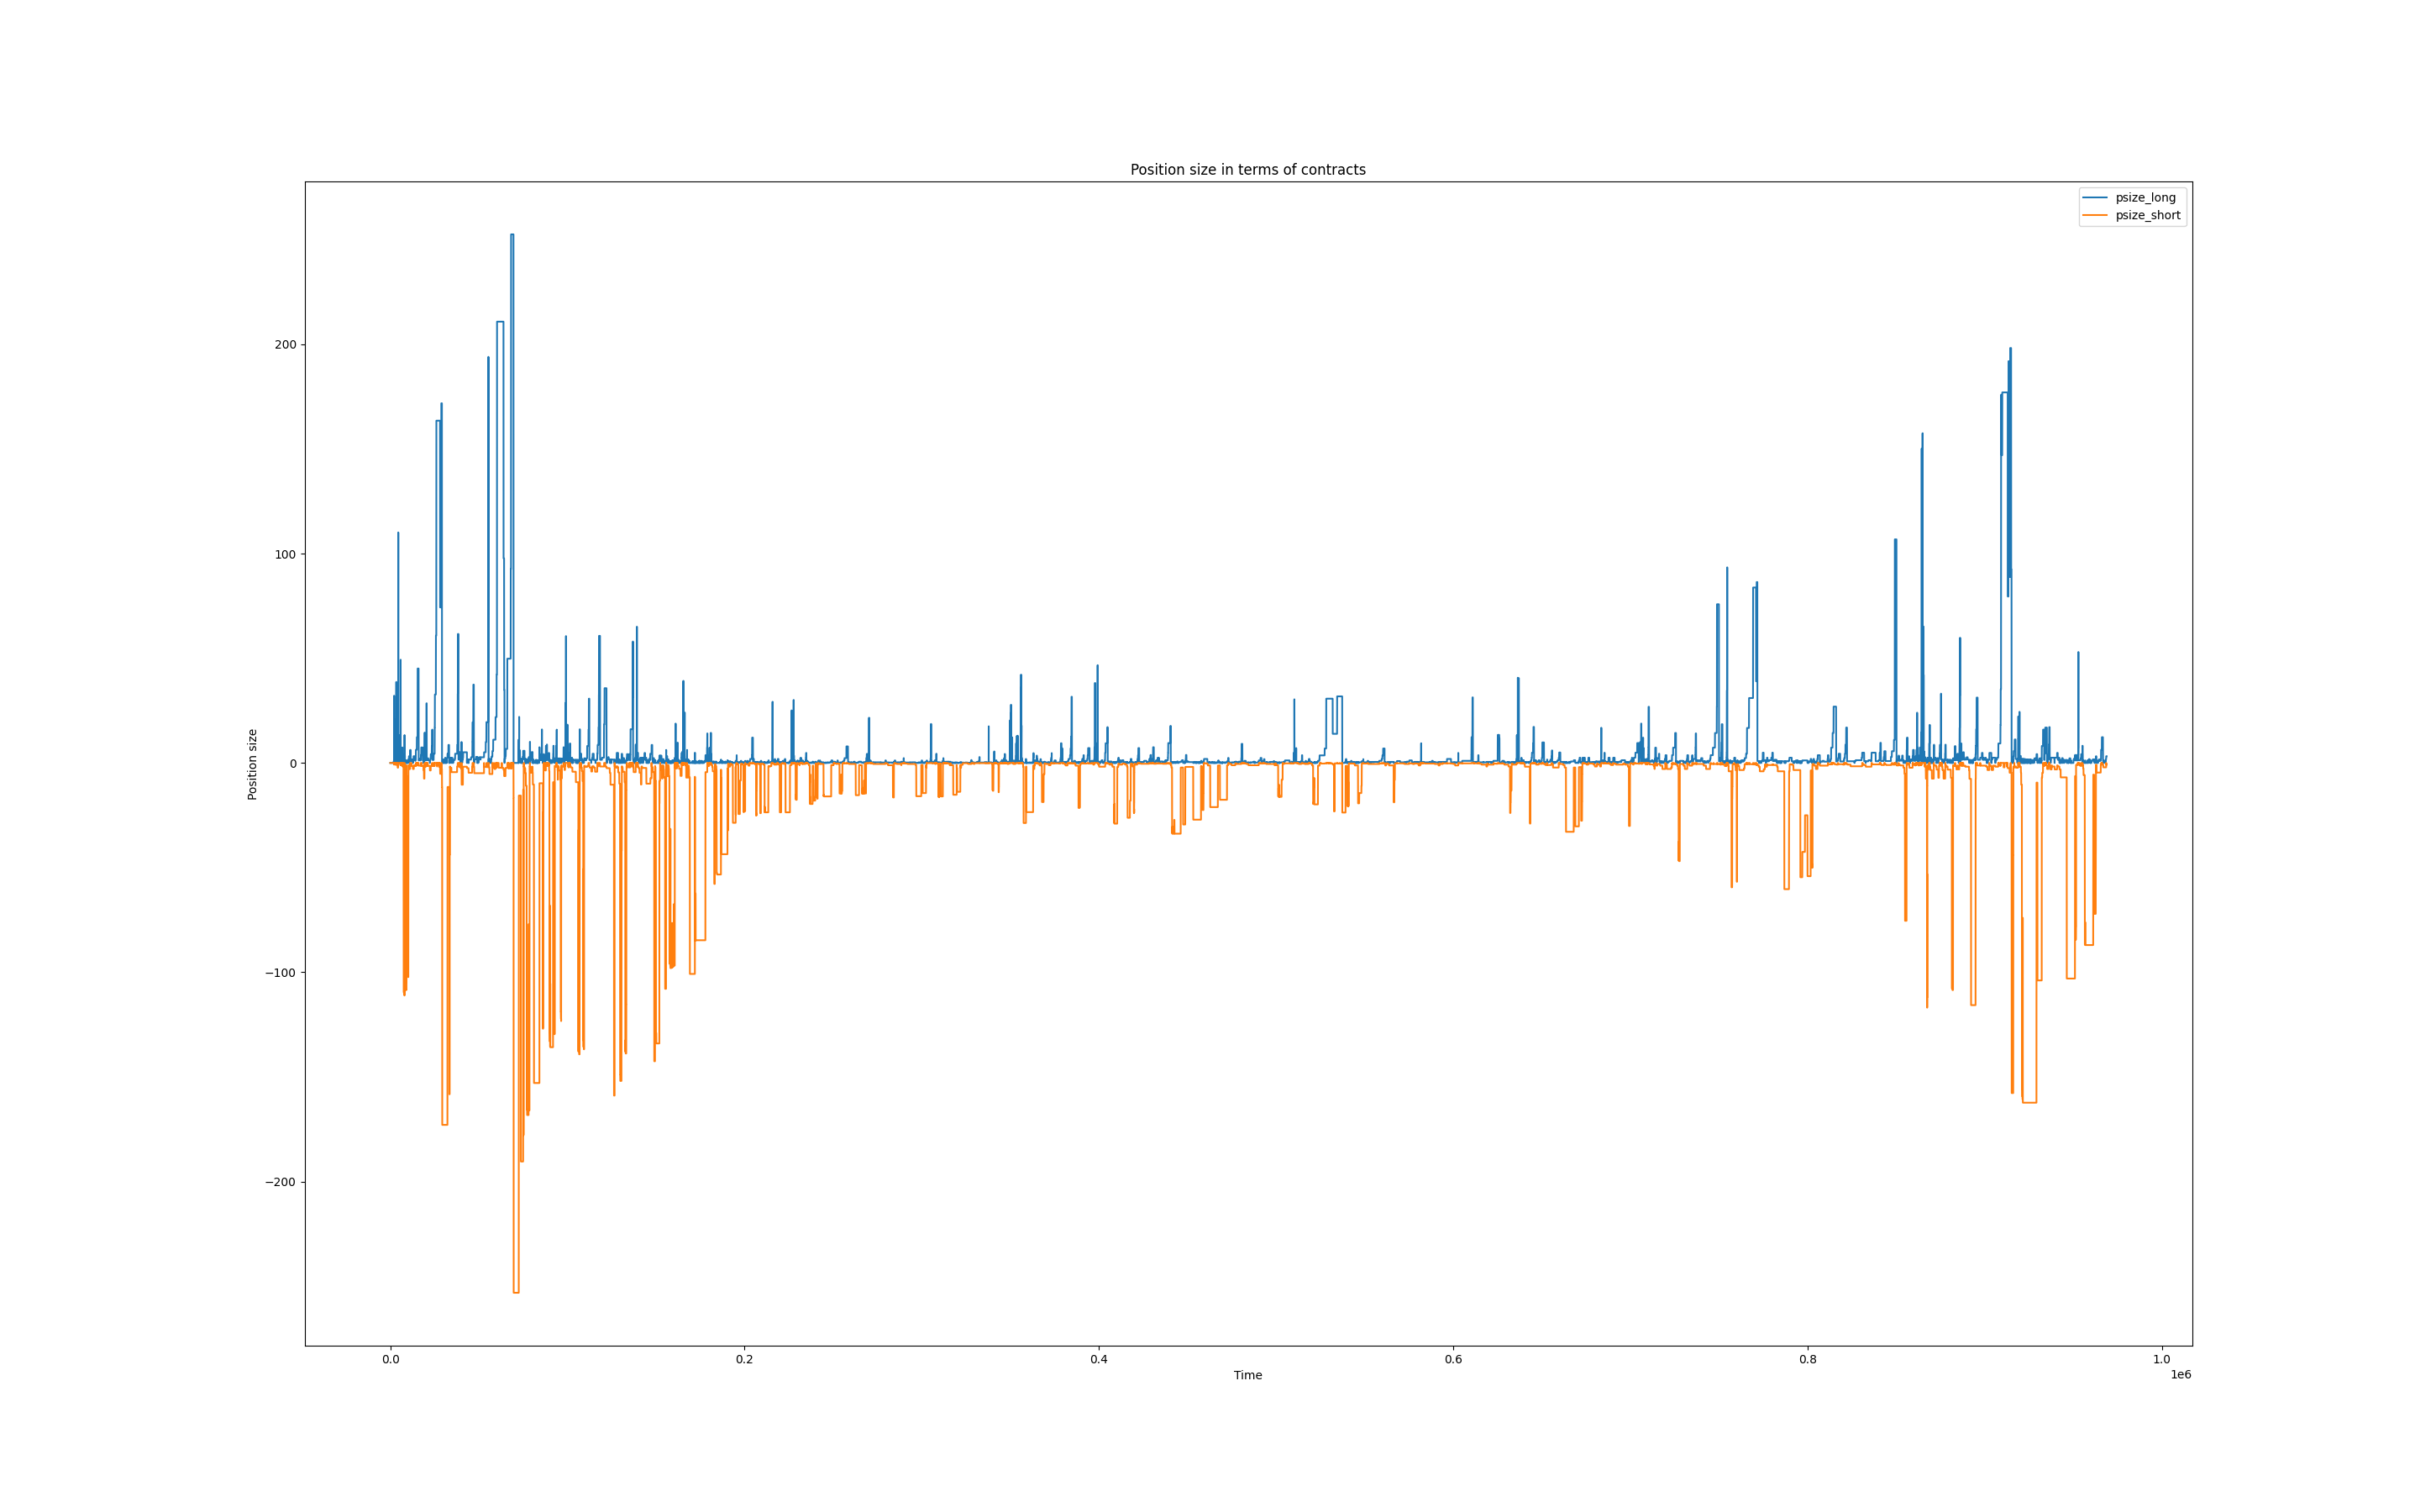 Position size in terms of contracts
psize_long
psize_short
200
100
0
−100
−200
Position size
0.0
0.2
0.4
0.6
0.8
1.0
1e6
Time